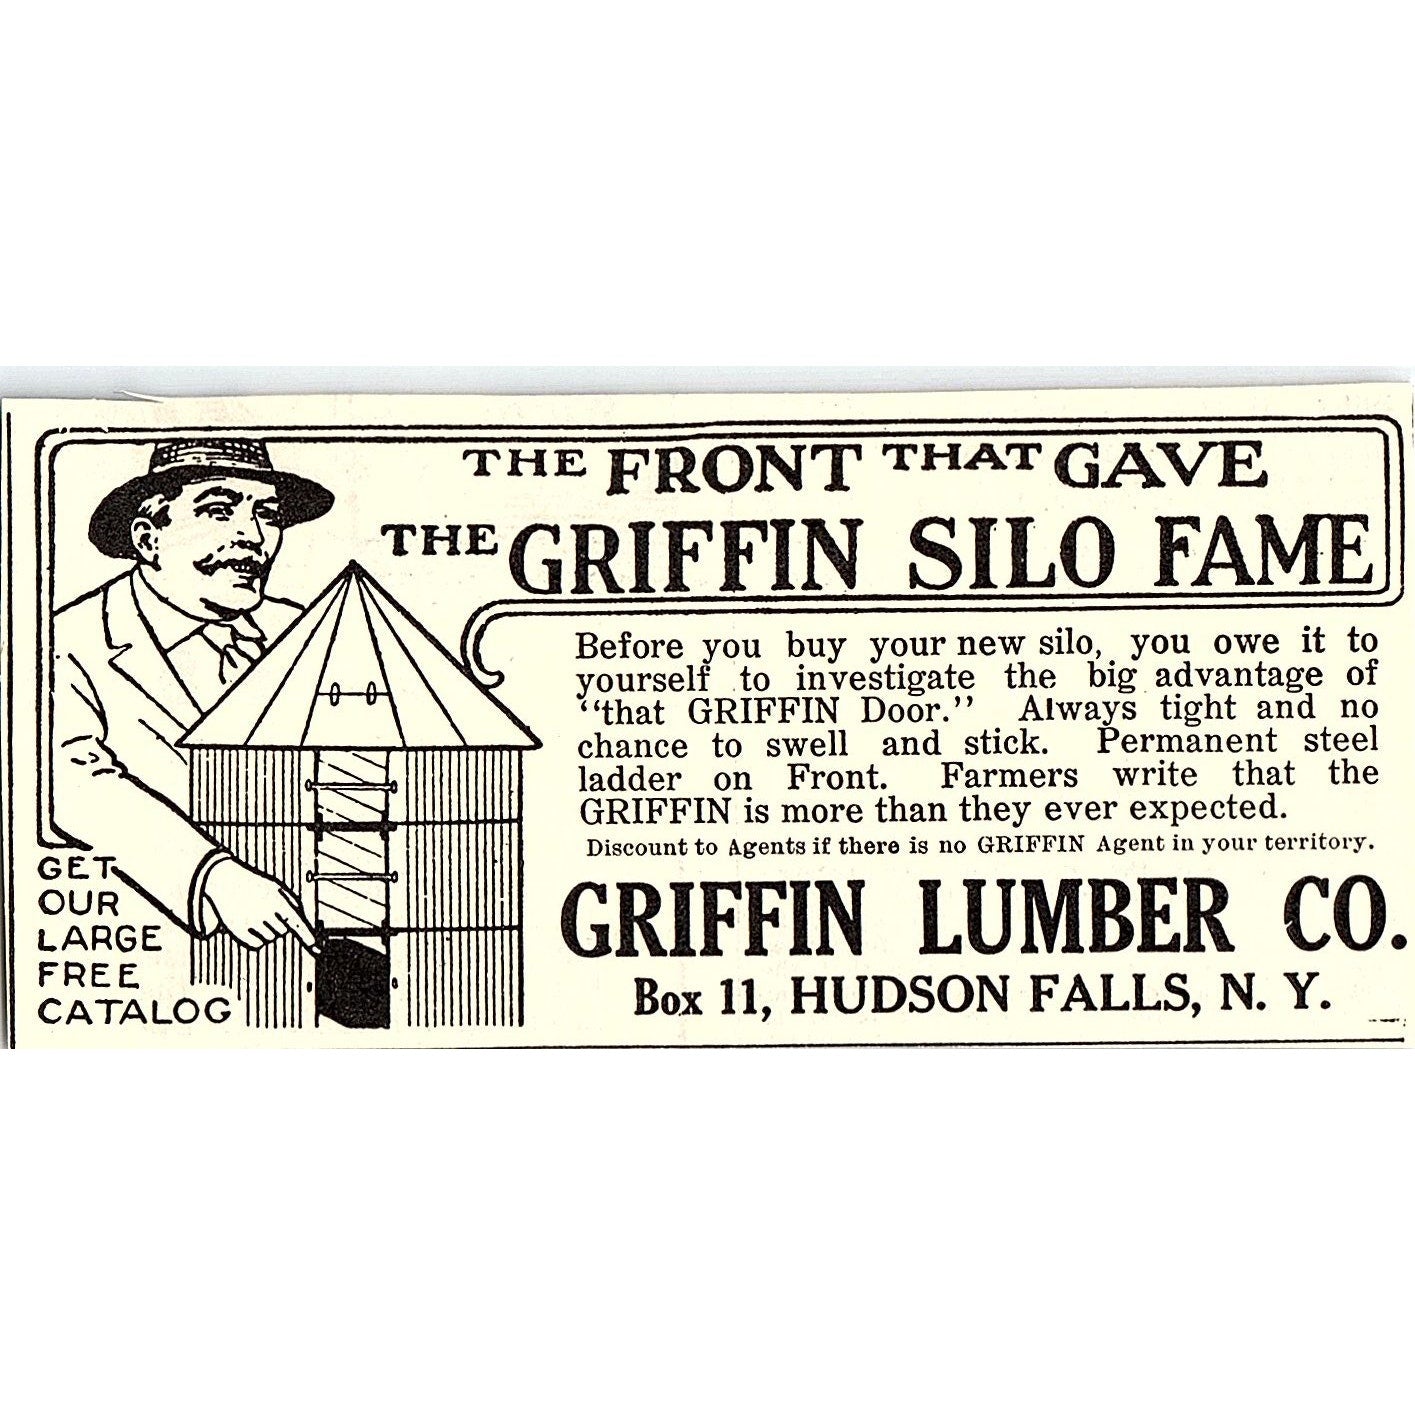 THE FRONT THAT GAVE
THE GRIFFIN SILO FAME
Before you buy your new silo, you owe it to
yourself to investigate the big advantage of
"that GRIFFIN Door." Always tight and no
chance to swell and stick. Permanent steel
ladder on Front. Farmers write that the
GRIFFIN is more than they ever expected.
Discount to Agents if there is no GRIFFIN Agent in your territory.
GRIFFIN LUMBER CO.
Box 11, HUDSON FALLS, N. Y.
GET
OUR
LARGE
FREE
CATALOG